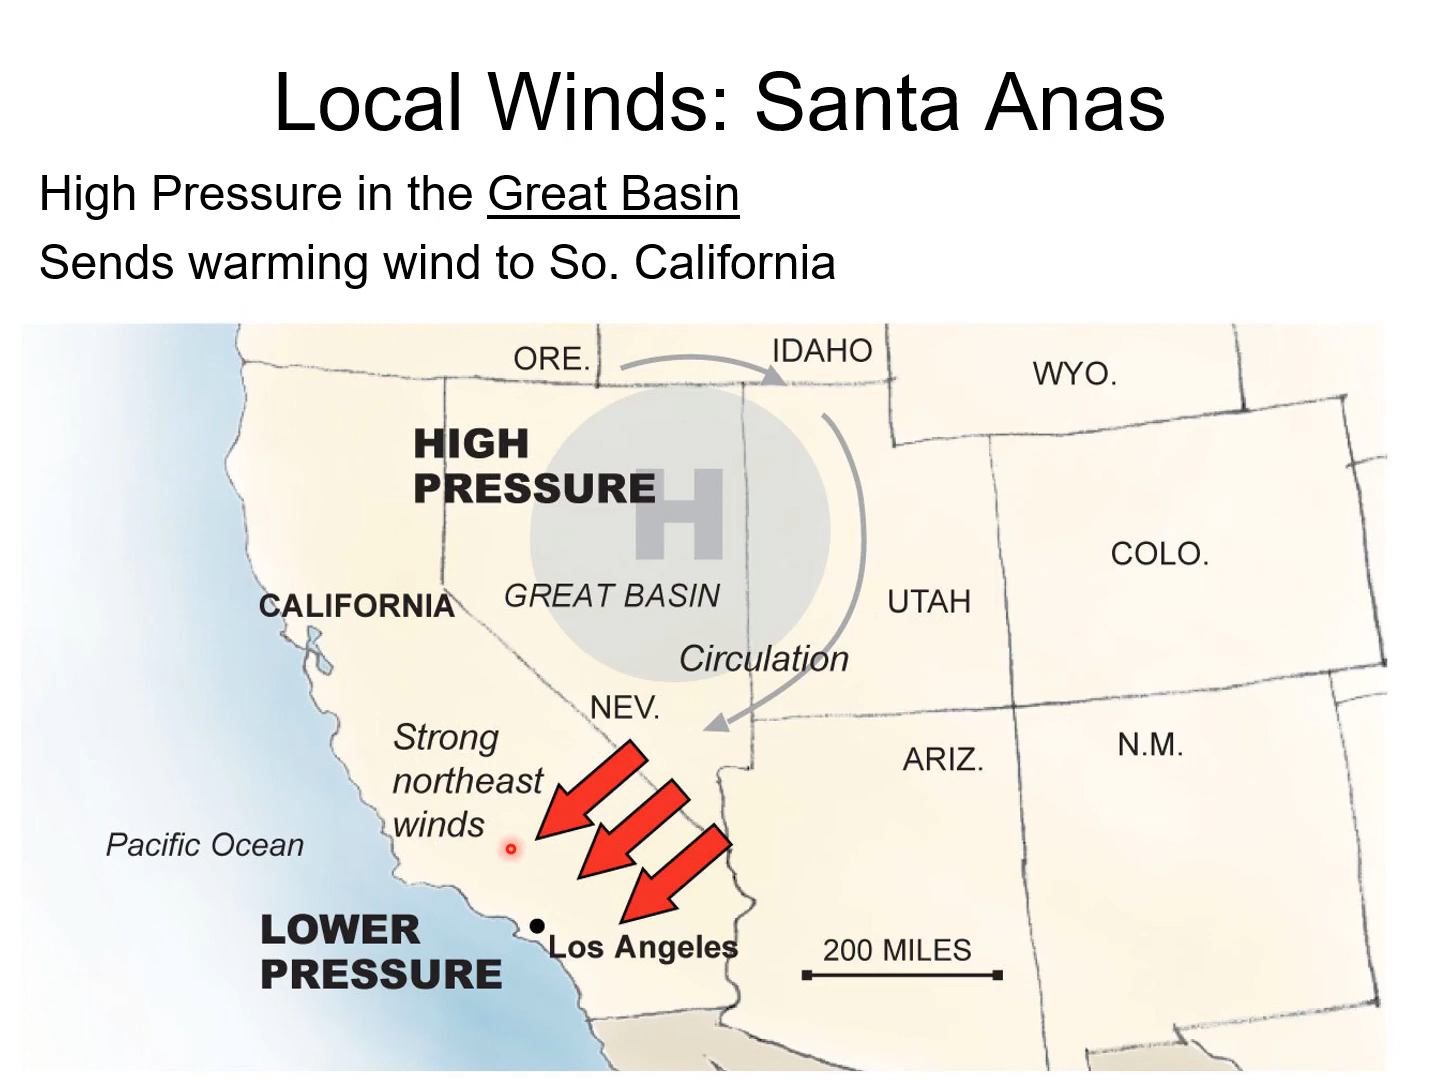 Local Winds: Santa Anas
High Pressure in the Great Basin
Sends warming wind to So. California
ORE.
IDAHO
WYO.
HIGH
PRESSURE
H
COLO.
GREAT BASIN
CALIFORNIA
UTAH
Circulation
NEV.
Strong
northeast
winds
ARIZ.
N.M.
Pacific Ocean
LOWER
PRESSURE
Los Angeles
200 MILES